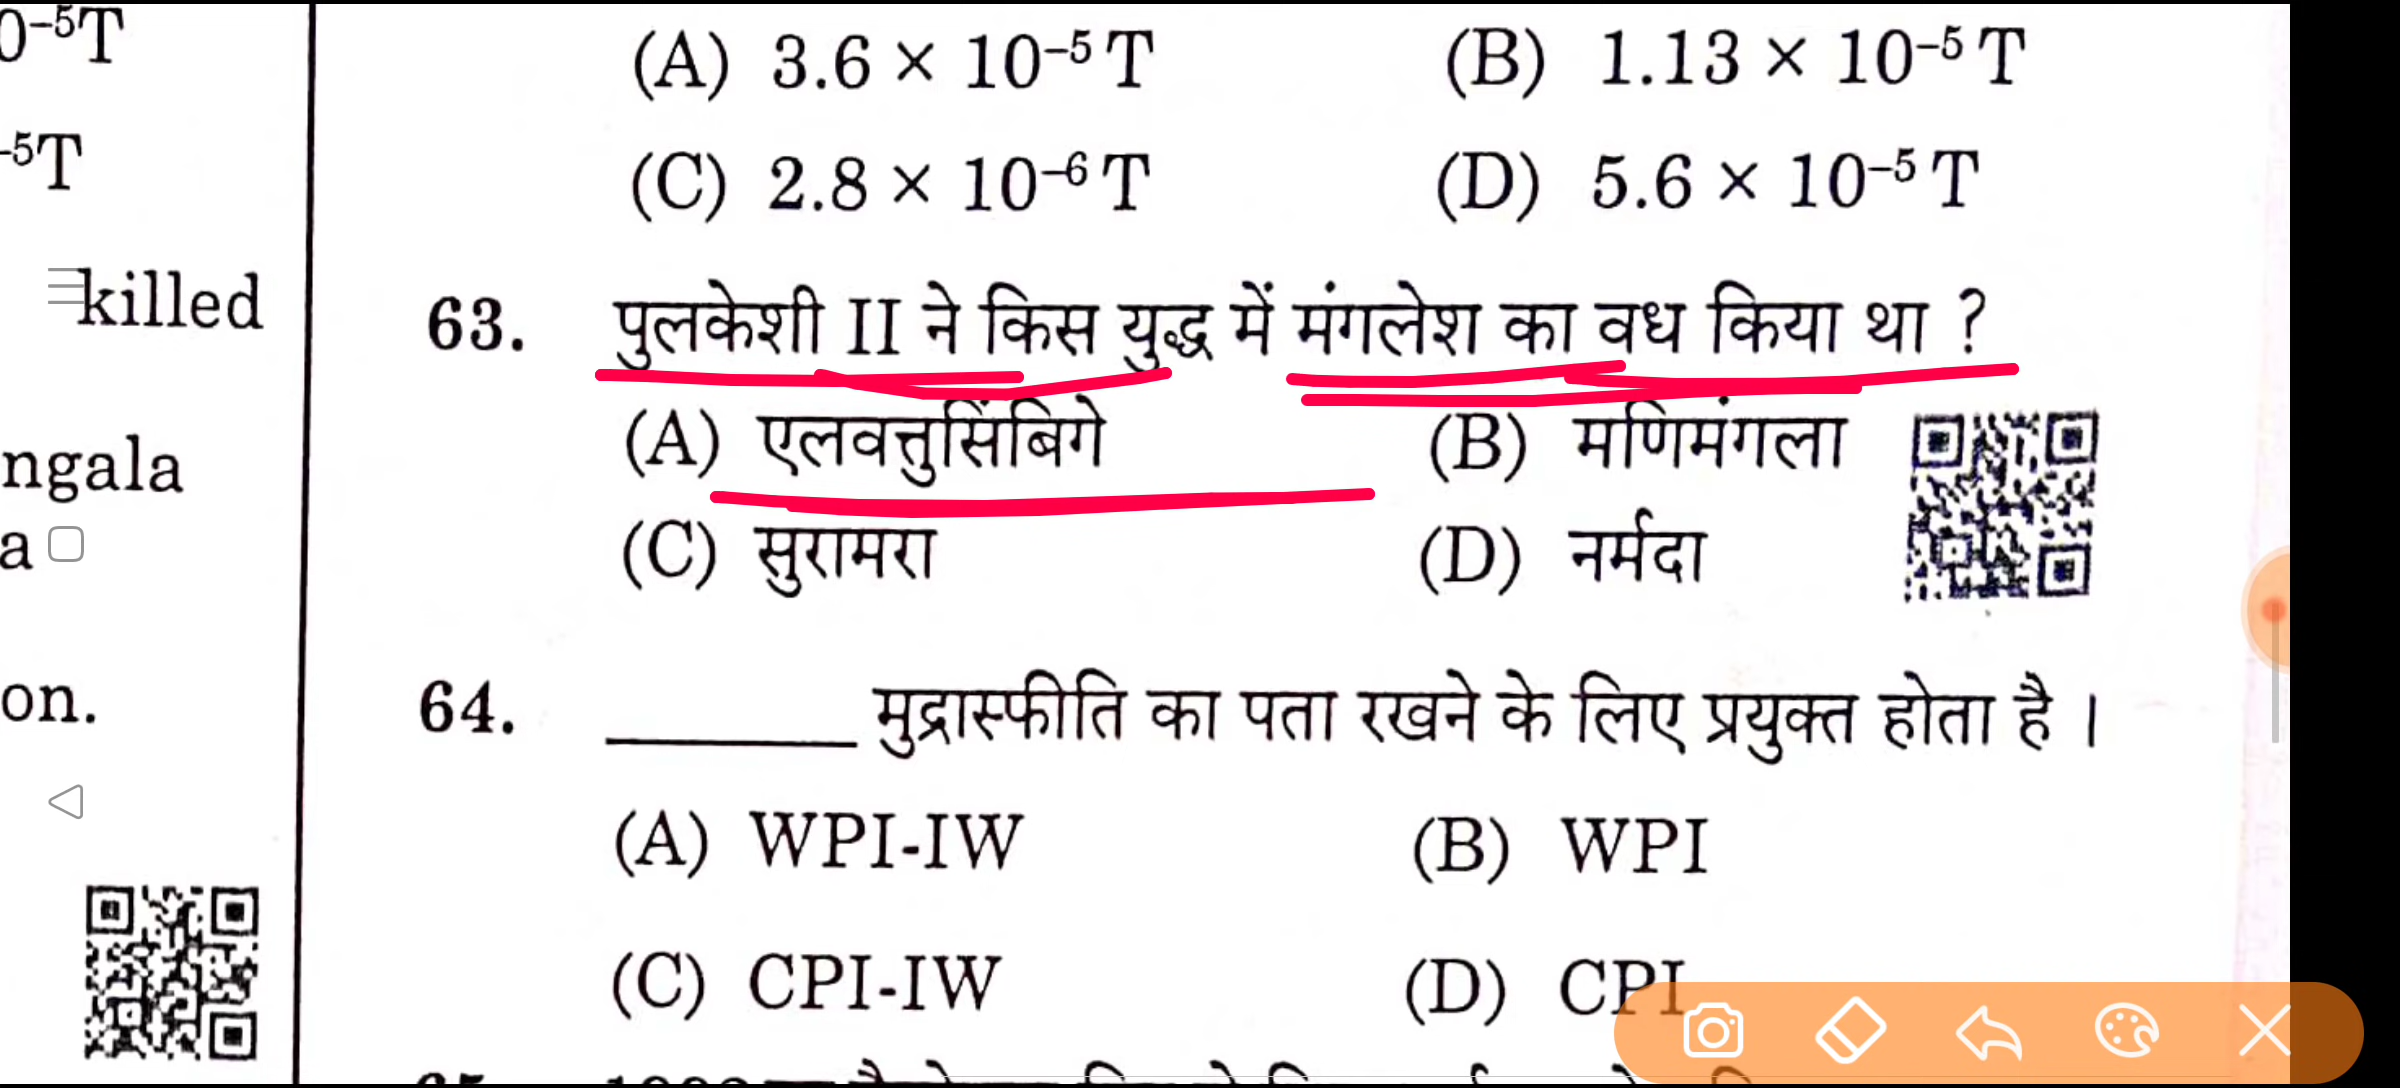 0⁻⁵T
⁻⁵T
killed
ngala
a
on.
(A) 3.6 × 10⁻⁵ T (B) 1.13 × 10⁻⁵ T
(C) 2.8 × 10⁻⁶ T (D) 5.6 × 10⁻⁵ T
63. पुलकेशी II ने किस युद्ध में मंगलेश का वध किया था ?
(A) एलवत्तुसिंबिगे (B) मणिमंगला
(C) सुरामरा (D) नर्मदा
64. ______ मुद्रास्फीति का पता रखने के लिए प्रयुक्त होता है ।
(A) WPI-IW (B) WPI
(C) CPI-IW (D) CPI